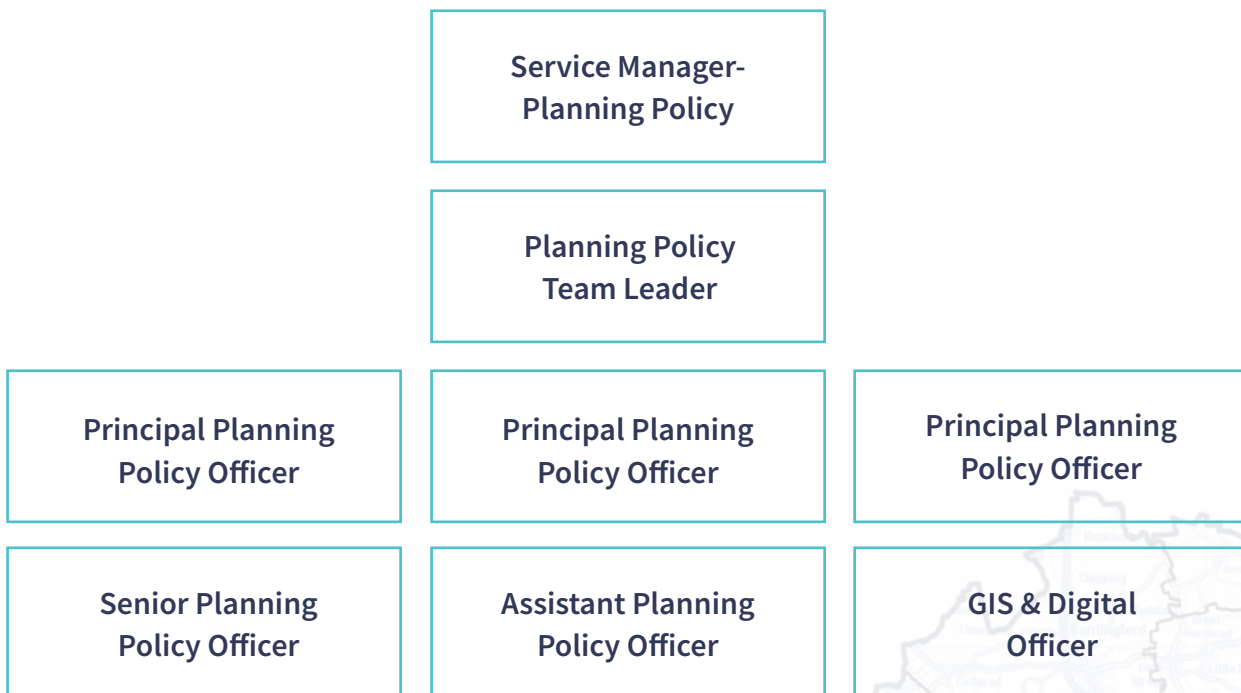 Service Manager-
Planning Policy
Planning Policy
Team Leader
Principal Planning
Policy Officer
Principal Planning
Policy Officer
Principal Planning
Policy Officer
Senior Planning
Policy Officer
Assistant Planning
Policy Officer
GIS & Digital
Officer
Buntingford